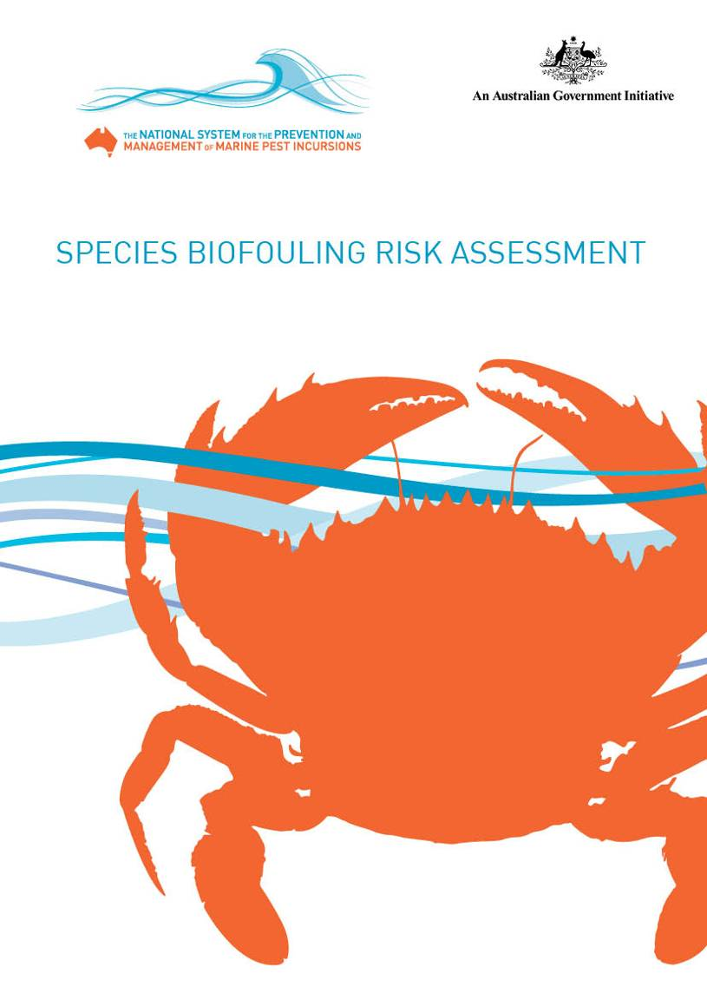 An Australian Government Initiative
THE NATIONAL SYSTEM FOR THE PREVENTION AND
MANAGEMENT OF MARINE PEST INCURSIONS
SPECIES BIOFOULING RISK ASSESSMENT